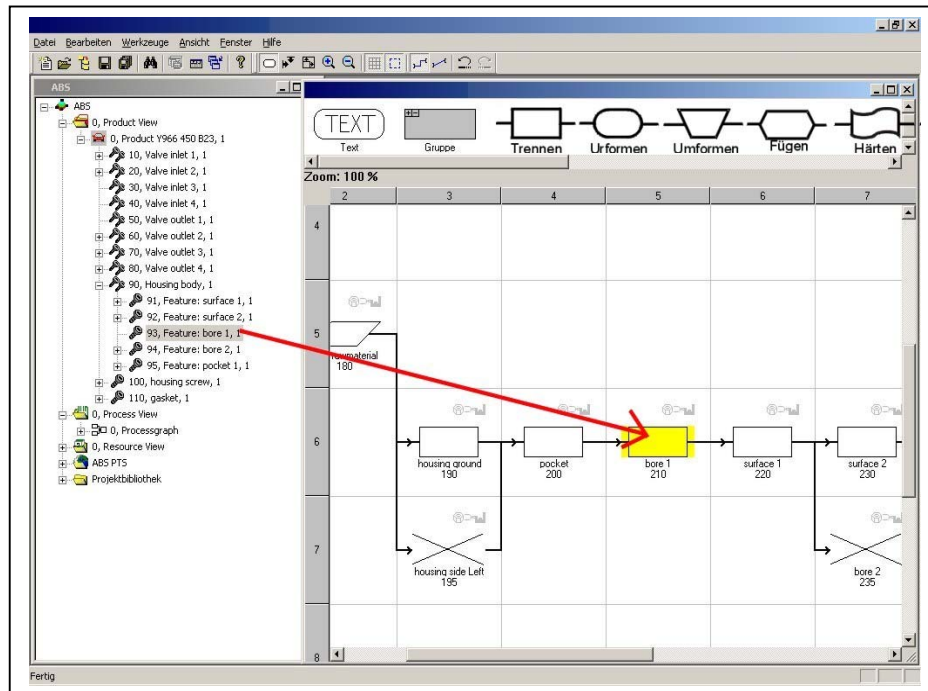 Datei Bearbeiten Werkzeuge Ansicht Fenster Hilfe
ABS
ABS
0, Product View
0, Product Y966 450 B23, 1
10, Valve inlet 1, 1
20, Valve inlet 2, 1
30, Valve inlet 3, 1
40, Valve inlet 4, 1
50, Valve outlet 1, 1
60, Valve outlet 2, 1
70, Valve outlet 3, 1
80, Valve outlet 4, 1
90, Housing body, 1
91, Feature: surface 1, 1
92, Feature: surface 2, 1
93, Feature: bore 1, 1
94, Feature: bore 2, 1
95, Feature: pocket 1, 1
100, housing screw, 1
110, gasket, 1
0, Process View
0, Processgraph
0, Resource View
ABS PTS
Projektbibliothek
TEXT
Text Gruppe Trennen Urformen Umformen Fügen Härten
Zoom: 100 %
2 3 4 5 6 7
4
5
180
6
housing ground
190
pocket
200
bore 1
210
surface 1
220
surface 2
230
7
housing side Left
195
bore 2
235
8
Fertig